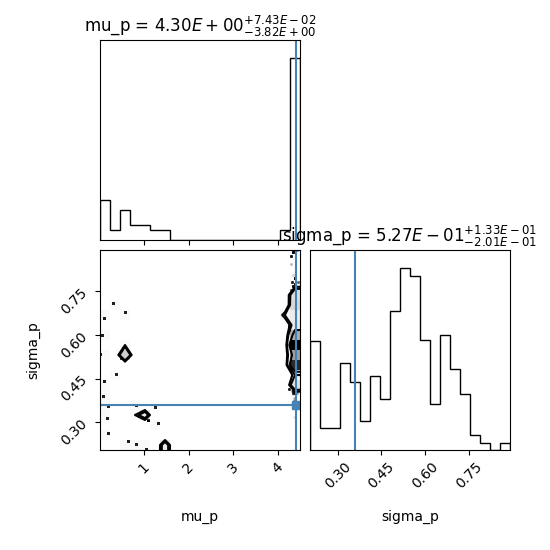 mu_p = 4.30E + 00+7.43E − 02 −3.82E + 00
sigma_p = 5.27E − 01+1.33E − 01 −2.01E − 01
0.75
0.60
0.45
0.30
sigma_p
1 2 3 4
0.30 0.45 0.60 0.75
mu_p sigma_p